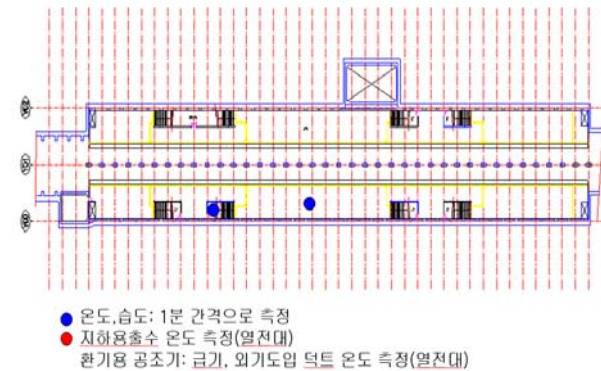 온도,습도: 1분 간격으로 측정
지하용출수 온도 측정(열전대)
환기용 공조기: 급기, 외기도입 덕트 온도 측정(열전대)